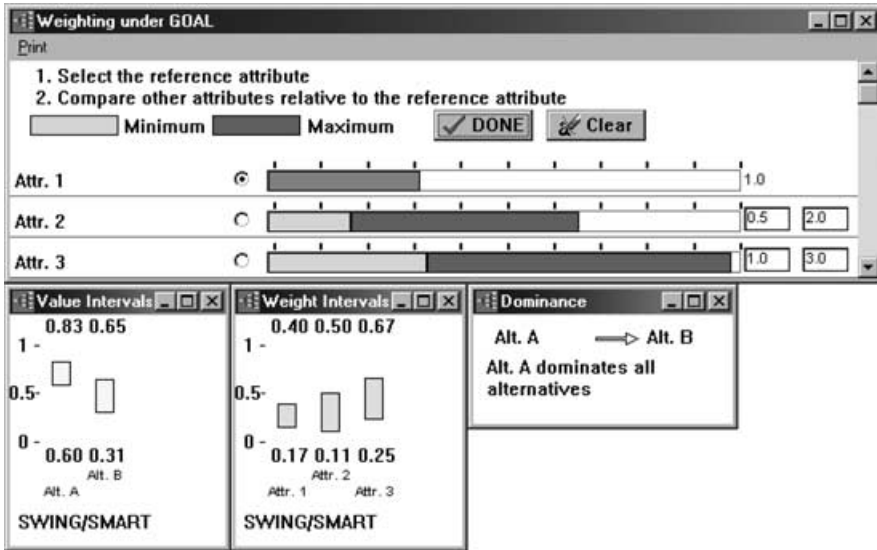 Weighting under GOAL
Print
1. Select the reference attribute
2. Compare other attributes relative to the reference attribute
Minimum Maximum DONE Clear
Attr. 1 1.0
Attr. 2 0.5 2.0
Attr. 3 1.0 3.0
Value Intervals
0.83 0.65
1 -
0.5-
0 -
0.60 0.31
Alt. B
Alt. A
SWING/SMART
Weight Intervals
0.40 0.50 0.67
1 -
0.5-
0 -
0.17 0.11 0.25
Attr. 2
Attr. 1 Attr. 3
SWING/SMART
Dominance
Alt. A Alt. B
Alt. A dominates all
alternatives